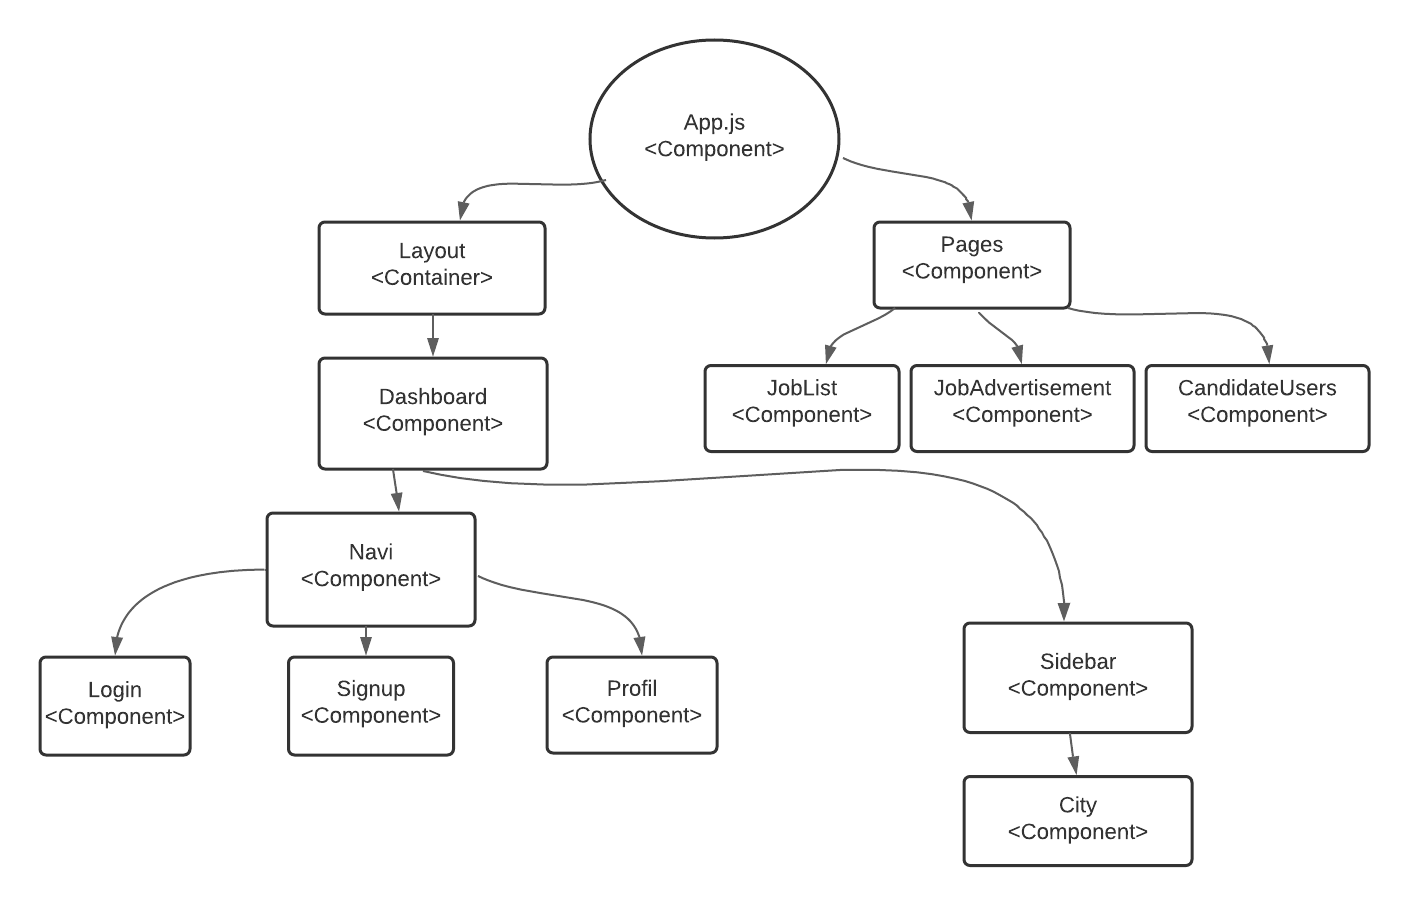 App.js
<Component>
Layout
<Container>
Pages
<Component>
Dashboard
<Component>
JobList
<Component>
JobAdvertisement
<Component>
CandidateUsers
<Component>
Navi
<Component>
Login
<Component>
Signup
<Component>
Profil
<Component>
Sidebar
<Component>
City
<Component>